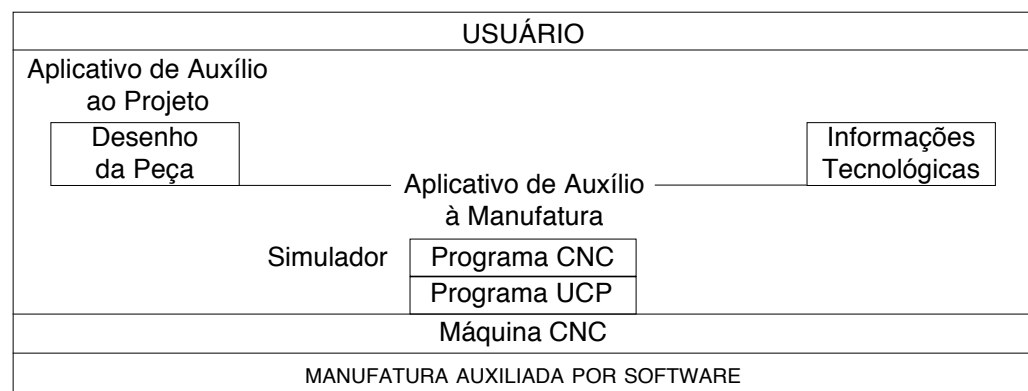 USUÁRIO
Aplicativo de Auxílio
ao Projeto
Desenho
da Peça
Informações
Tecnológicas
Aplicativo de Auxílio
à Manufatura
Simulador
Programa CNC
Programa UCP
Máquina CNC
MANUFATURA AUXILIADA POR SOFTWARE